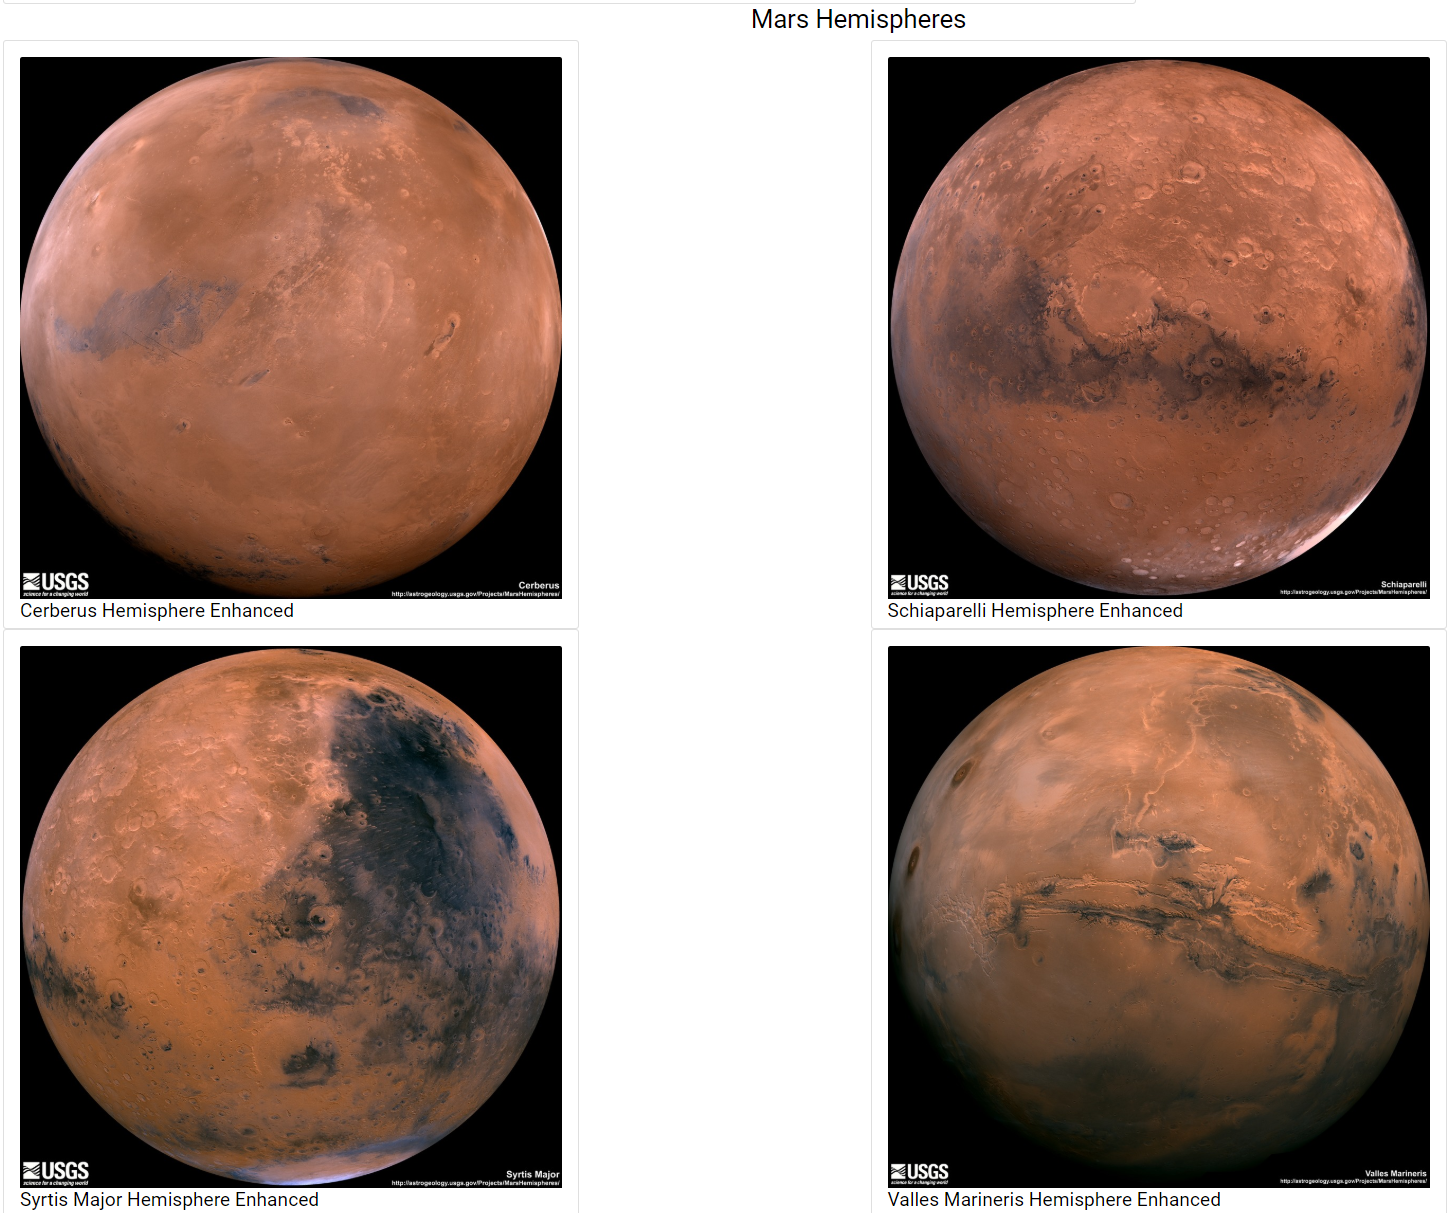 Mars Hemispheres
USGS
science for a changing world
Cerberus
http://astrogeology.usgs.gov/Projects/MarsHemispheres/
Cerberus Hemisphere Enhanced
USGS
science for a changing world
Schiaparelli
http://astrogeology.usgs.gov/Projects/MarsHemispheres/
Schiaparelli Hemisphere Enhanced
USGS
science for a changing world
Syrtis Major
http://astrogeology.usgs.gov/Projects/MarsHemispheres/
Syrtis Major Hemisphere Enhanced
USGS
science for a changing world
Valles Marineris
http://astrogeology.usgs.gov/Projects/MarsHemispheres/
Valles Marineris Hemisphere Enhanced